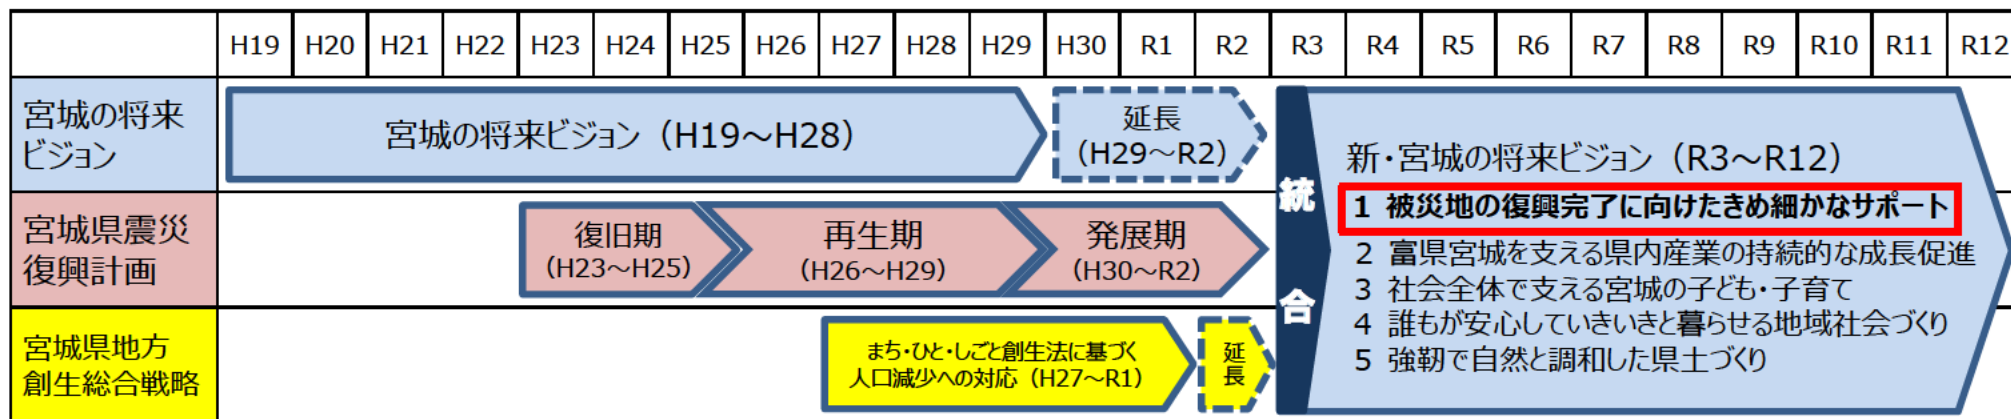 H19 H20 H21 H22 H23 H24 H25 H26 H27 H28 H29 H30 R1 R2 R3 R4 R5 R6 R7 R8 R9 R10 R11 R12
宮城の将来
ビジョン
宮城の将来ビジョン（H19～H28）
延長
（H29～R2）
宮城県震災
復興計画
復旧期
（H23～H25）
再生期
（H26～H29）
発展期
（H30～R2）
宮城県地方
創生総合戦略
まち・ひと・しごと創生法に基づく
人口減少への対応（H27～R1）
延
長
統
合
新・宮城の将来ビジョン（R3～R12）
1 被災地の復興完了に向けたきめ細かなサポート
2 富県宮城を支える県内産業の持続的な成長促進
3 社会全体で支える宮城の子ども・子育て
4 誰もが安心していきいきと暮らせる地域社会づくり
5 強靭で自然と調和した県土づくり